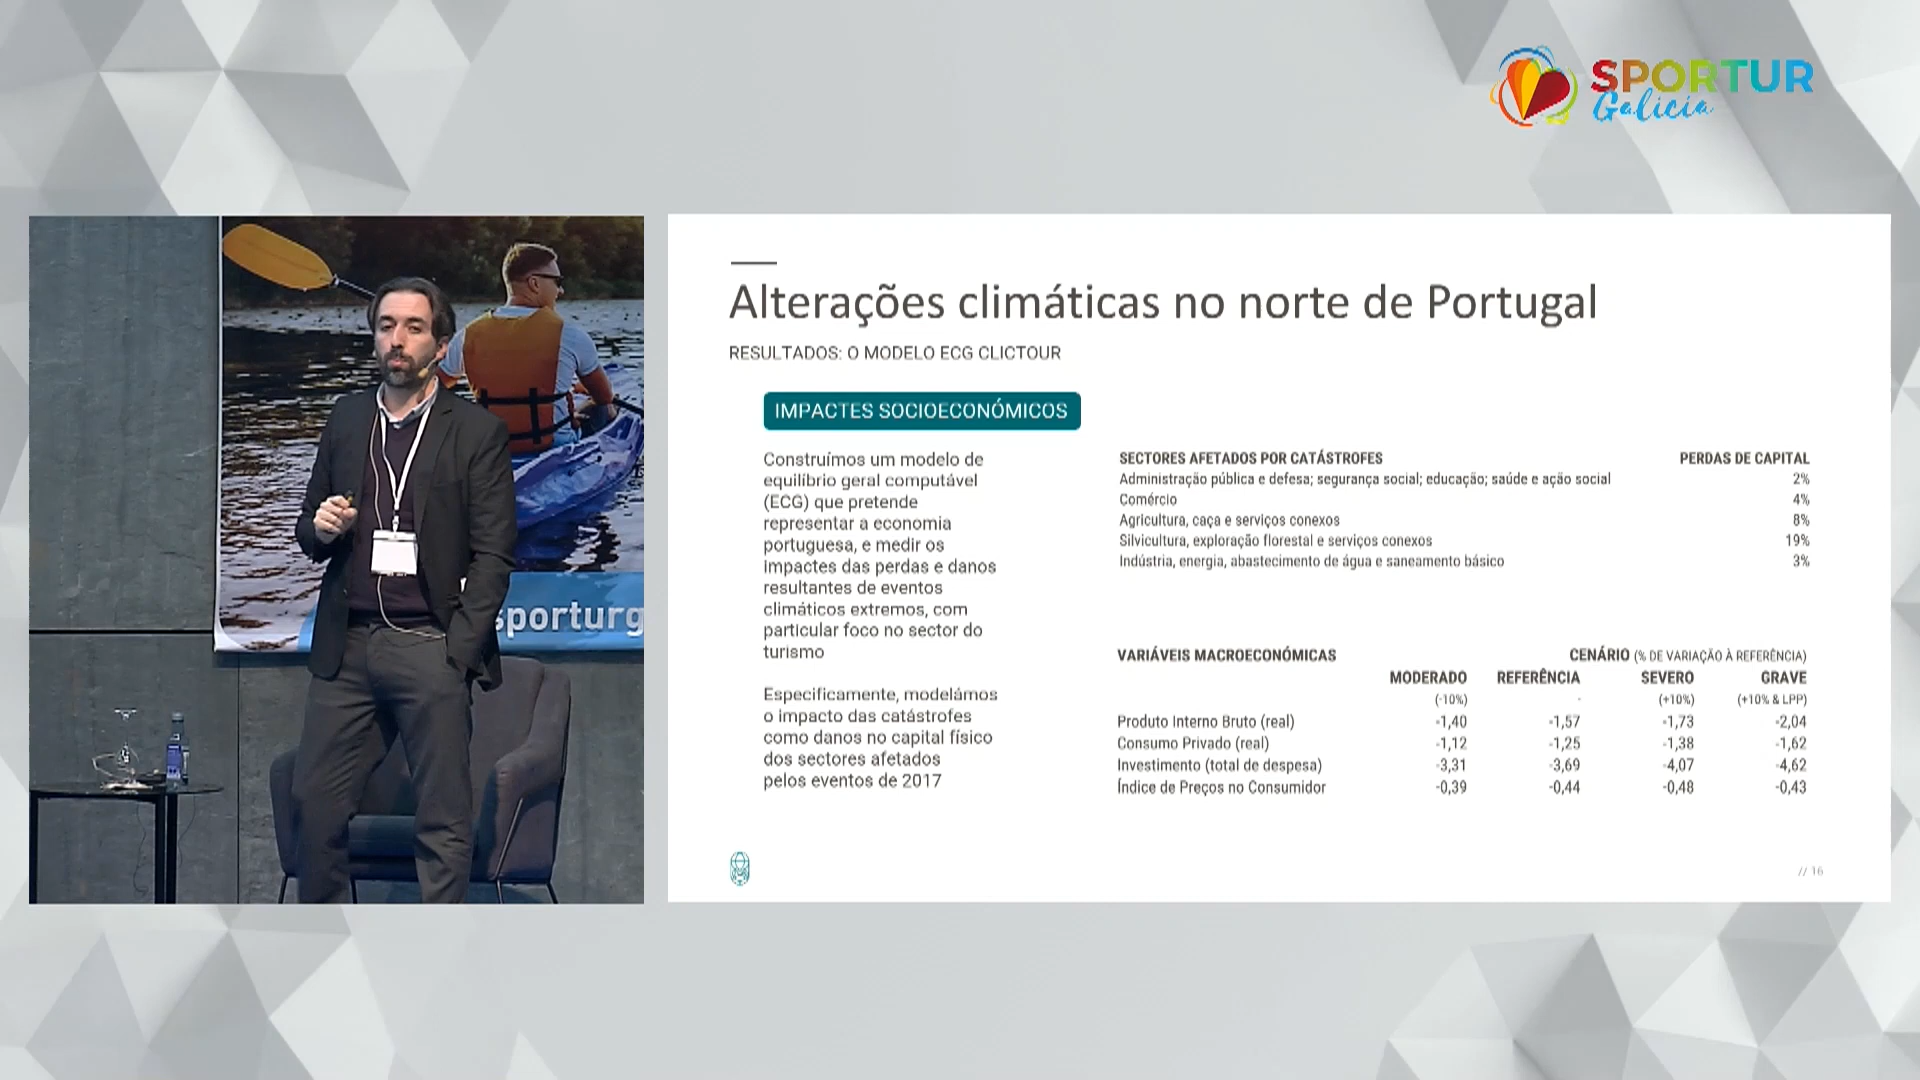 SPORTUR
Galicia
sporturg
Alterações climáticas no norte de Portugal
RESULTADOS: O MODELO ECG CLICTOUR
IMPACTES SOCIOECONÓMICOS
Construímos um modelo de
equilíbrio geral computável
(ECG) que pretende
representar a economia
portuguesa, e medir os
impactes das perdas e danos
resultantes de eventos
climáticos extremos, com
particular foco no sector do
turismo
Especificamente, modelámos
o impacto das catástrofes
como danos no capital físico
dos sectores afetados
pelos eventos de 2017
SECTORES AFETADOS POR CATÁSTROFES PERDAS DE CAPITAL
Administração pública e defesa; segurança social; educação; saúde e ação social 2%
Comércio 4%
Agricultura, caça e serviços conexos 8%
Silvicultura, exploração florestal e serviços conexos 19%
Indústria, energia, abastecimento de água e saneamento básico 3%
VARIÁVEIS MACROECONÓMICAS CENÁRIO (% DE VARIAÇÃO À REFERÊNCIA)
MODERADO REFERÊNCIA SEVERO GRAVE
(-10%) - (+10%) (+10% & LPP)
Produto Interno Bruto (real) -1,40 -1,57 -1,73 -2,04
Consumo Privado (real) -1,12 -1,25 -1,38 -1,62
Investimento (total de despesa) -3,31 -3,69 -4,07 -4,62
Índice de Preços no Consumidor -0,39 -0,44 -0,48 -0,43
// 16